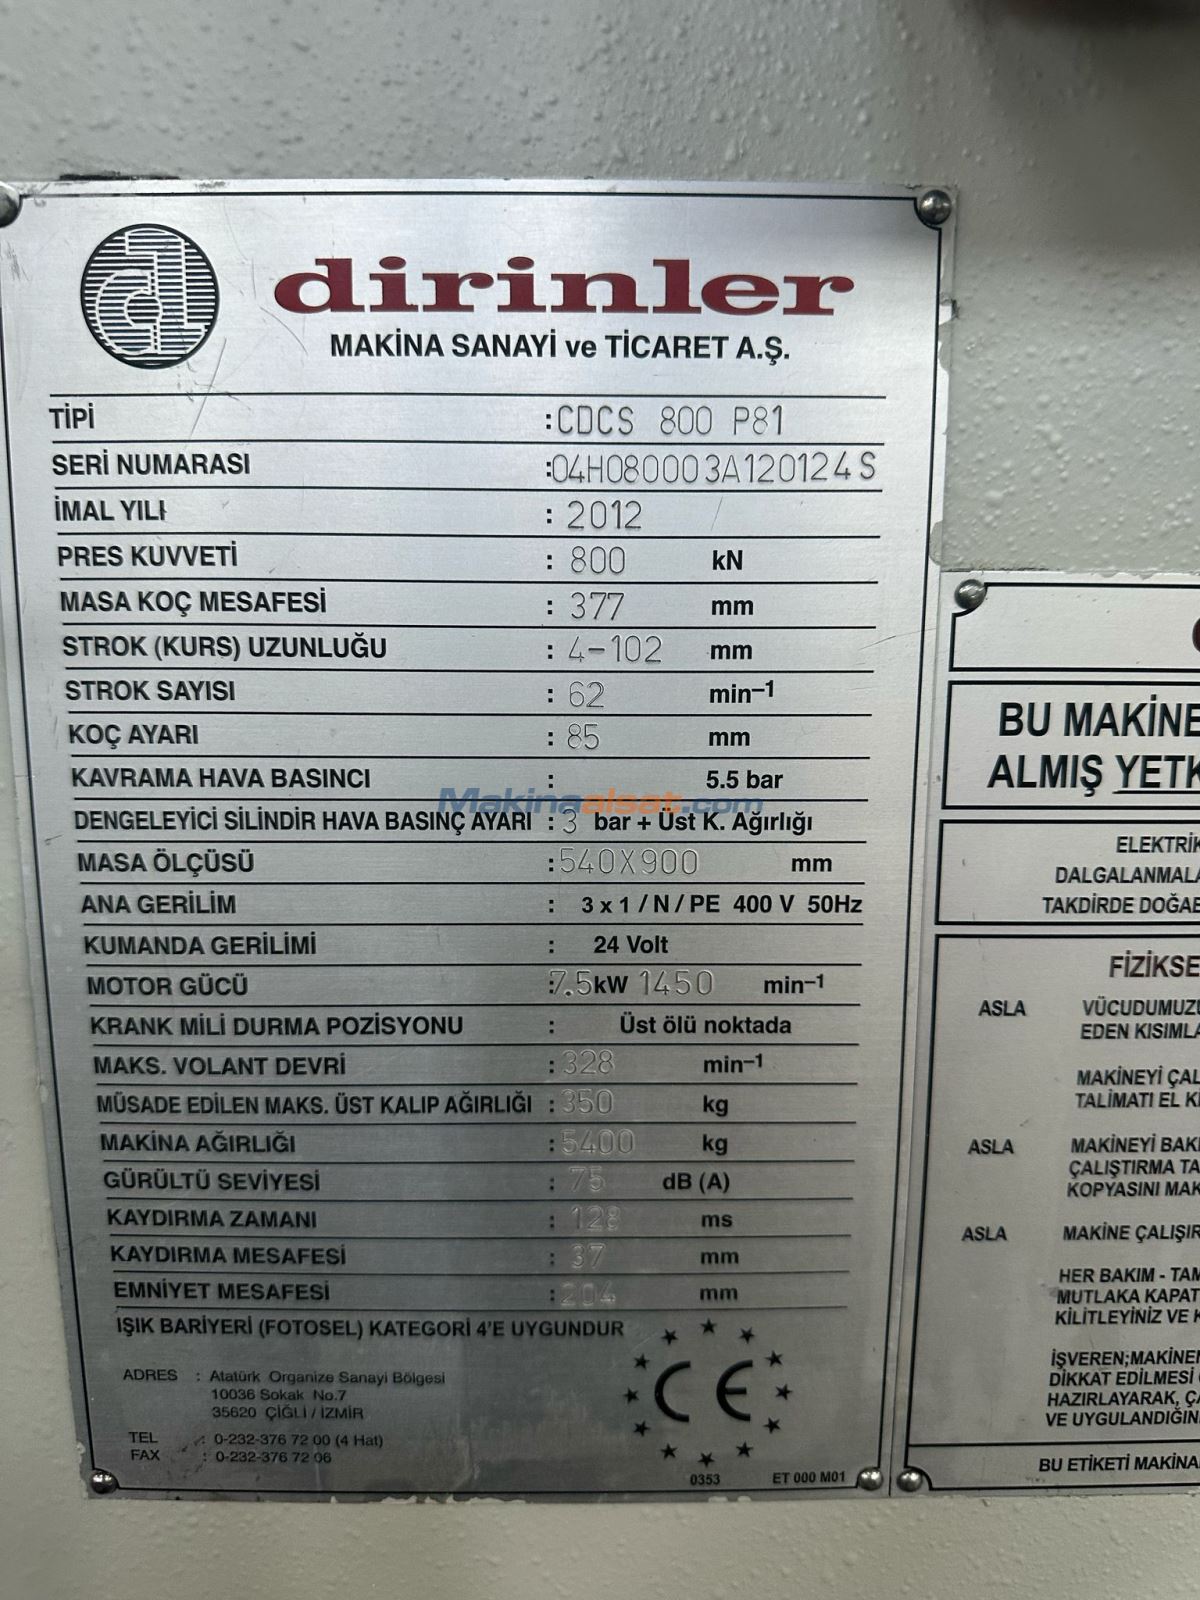 dirinler
MAKİNA SANAYİ ve TİCARET A.Ş.
TİPİ :CDCS 800 P81
SERİ NUMARASI :04H080003A120124S
İMAL YILI : 2012
PRES KUVVETİ : 800 kN
MASA KOÇ MESAFESİ : 377 mm
STROK (KURS) UZUNLUĞU : 4-102 mm
STROK SAYISI : 62 min–1
KOÇ AYARI : 85 mm
KAVRAMA HAVA BASINCI : 5.5 bar
Makinaalsat.com
DENGELEYİCİ SİLİNDİR HAVA BASINÇ AYARI : 3 bar + Üst K. Ağırlığı
MASA ÖLÇÜSÜ :540X900 mm
ANA GERİLİM : 3 x 1 / N / PE 400 V 50Hz
KUMANDA GERİLİMİ : 24 Volt
MOTOR GÜCÜ :7.5kW 1450 min–1
KRANK MİLİ DURMA POZİSYONU : Üst ölü noktada
MAKS. VOLANT DEVRİ :328 min–1
MÜSADE EDİLEN MAKS. ÜST KALIP AĞIRLIĞI :350 kg
MAKİNA AĞIRLIĞI :5400 kg
GÜRÜLTÜ SEVİYESİ : 75 dB (A)
KAYDIRMA ZAMANI : 128 ms
KAYDIRMA MESAFESİ : 37 mm
EMNİYET MESAFESİ :204 mm
IŞIK BARİYERİ (FOTOSEL) KATEGORİ 4'E UYGUNDUR
CE
ADRES : Atatürk Organize Sanayi Bölgesi
10036 Sokak No.7
35620 ÇİĞLİ / İZMİR
TEL : 0-232-376 72 00 (4 Hat)
FAX : 0-232-376 72 06
0353 ET 000 M01
BU MAKİNE
ALMIŞ YETK
ELEKTRİK
DALGALANMALA
TAKDİRDE DOĞAB
FİZİKSE
ASLA VÜCUDUMUZU
EDEN KISIMLA
MAKİNEYİ ÇAL
TALİMATI EL K
ASLA MAKİNEYİ BAK
ÇALIŞTIRMA TA
KOPYASINI MAK
ASLA MAKİNE ÇALIŞIR
HER BAKIM - TAM
MUTLAKA KAPAT
KİLİTLEYİNİZ VE
İŞVEREN;MAKİNEN
DİKKAT EDİLMESİ
HAZIRLAYARAK, ÇA
VE UYGULANDIĞIN
BU ETİKETİ MAKİNA